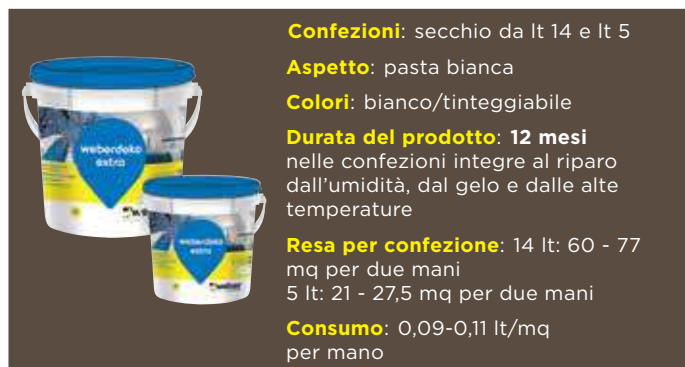 Confezioni: secchio da lt 14 e lt 5
Aspetto: pasta bianca
Colori: bianco/tinteggiabile
Durata del prodotto: 12 mesi
nelle confezioni integre al riparo
dall'umidità, dal gelo e dalle alte
temperature
Resa per confezione: 14 lt: 60 - 77
mq per due mani
5 lt: 21 - 27,5 mq per due mani
Consumo: 0,09-0,11 lt/mq
per mano
weberdeko
extra
weberdeko
extra